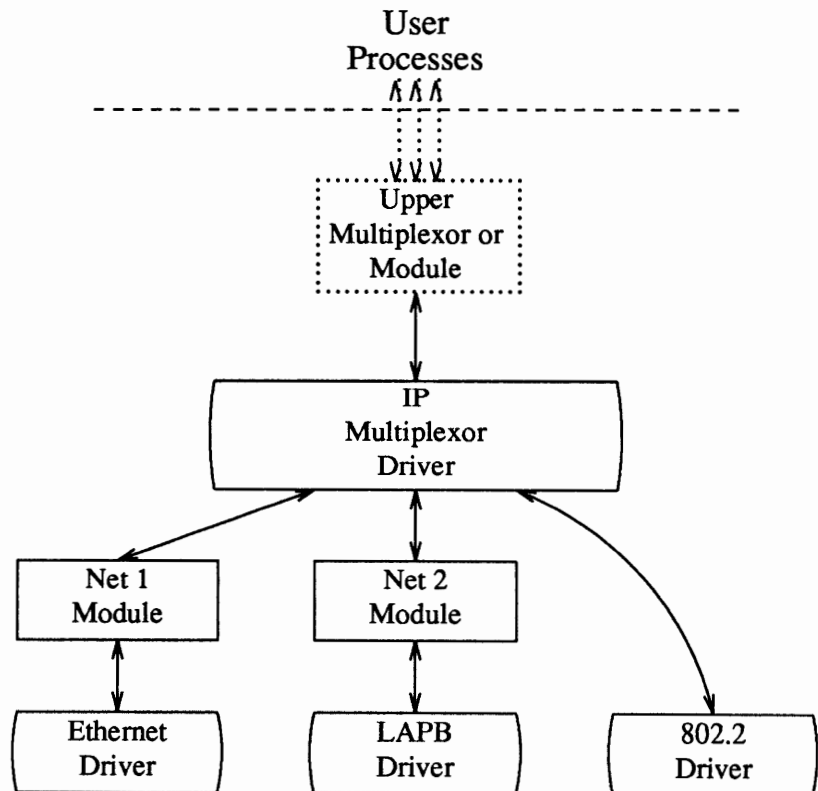 User
Processes
Upper
Multiplexor or
Module
IP
Multiplexor
Driver
Net 1
Module
Net 2
Module
Ethernet
Driver
LAPB
Driver
802.2
Driver